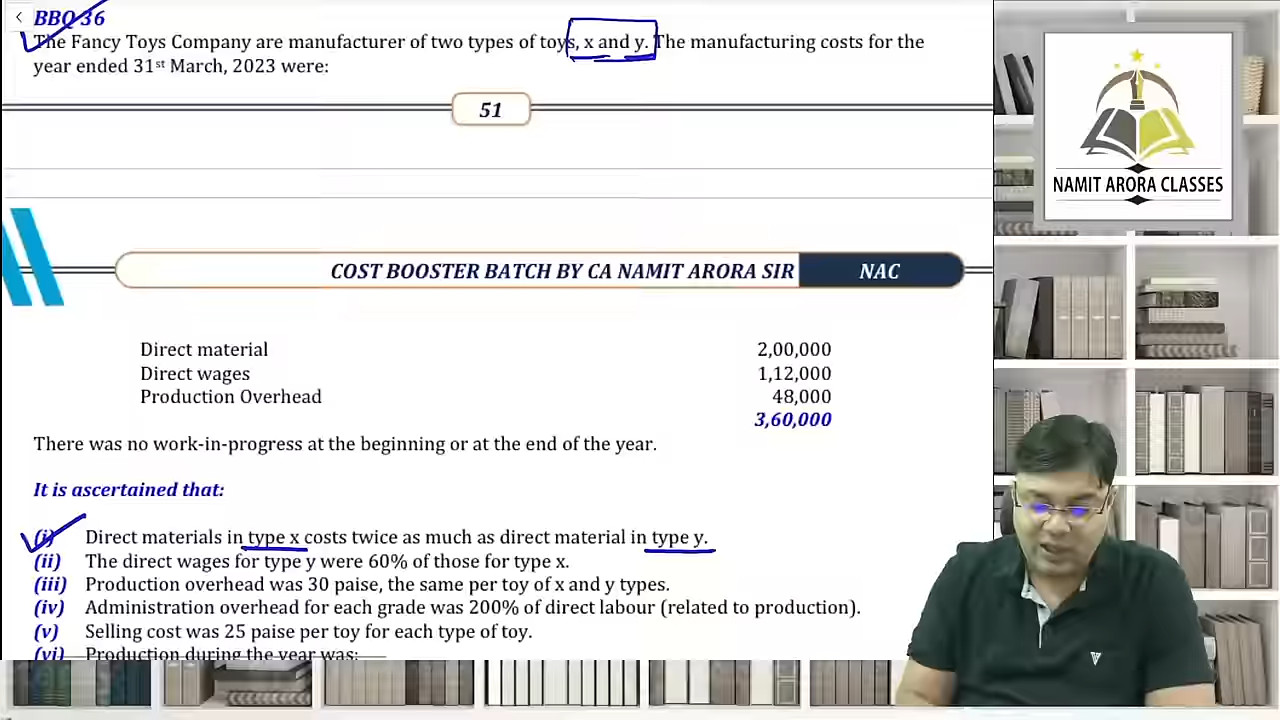 BBQ 36
The Fancy Toys Company are manufacturer of two types of toys, x and y. The manufacturing costs for the
year ended 31st March, 2023 were:
51
COST BOOSTER BATCH BY CA NAMIT ARORA SIR NAC
Direct material 2,00,000
Direct wages 1,12,000
Production Overhead 48,000
3,60,000
There was no work-in-progress at the beginning or at the end of the year.
It is ascertained that:
(i) Direct materials in type x costs twice as much as direct material in type y.
(ii) The direct wages for type y were 60% of those for type x.
(iii) Production overhead was 30 paise, the same per toy of x and y types.
(iv) Administration overhead for each grade was 200% of direct labour (related to production).
(v) Selling cost was 25 paise per toy for each type of toy.
(vi) Production during the year was:
NAMIT ARORA CLASSES